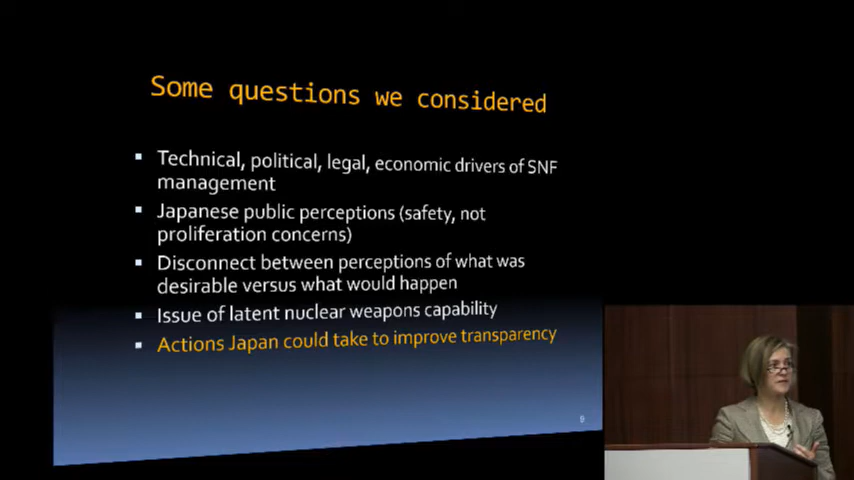 Some questions we considered
Technical, political, legal, economic drivers of SNF
management
Japanese public perceptions (safety, not
proliferation concerns)
Disconnect between perceptions of what was
desirable versus what would happen
Issue of latent nuclear weapons capability
Actions Japan could take to improve transparency
9